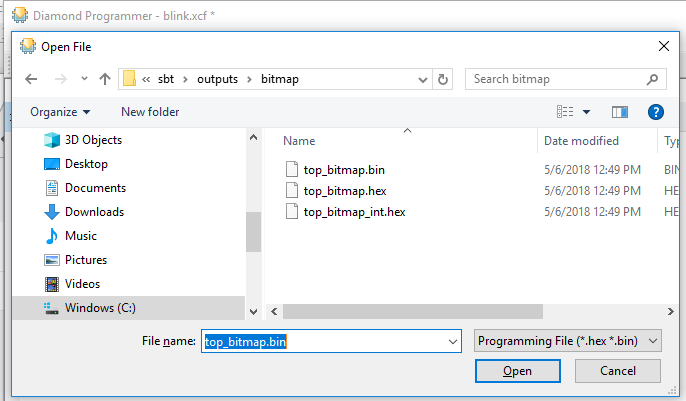 Diamond Programmer - blink.xcf *
Open File
« sbt › outputs › bitmap
Search bitmap
Organize
New folder
Name
Date modified
Ty
3D Objects
Desktop
Documents
Downloads
Music
Pictures
Videos
Windows (C:)
top_bitmap.bin 5/6/2018 12:49 PM BIN
top_bitmap.hex 5/6/2018 12:49 PM HE
top_bitmap_int.hex 5/6/2018 12:49 PM HE
File name: top_bitmap.bin
Programming File (*.hex *.bin)
Open
Cancel